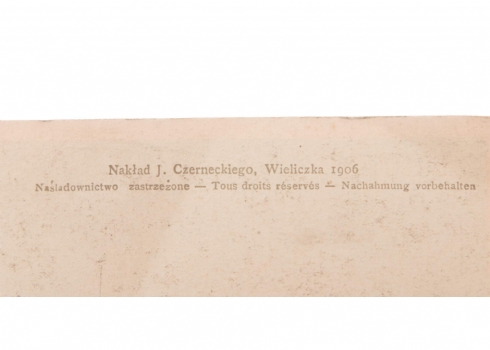 Nakład J. Czerneckiego, Wieliczka 1906
Naśladownictwo zastrzeżone — Tous droits réservés — Nachahmung vorbehalten